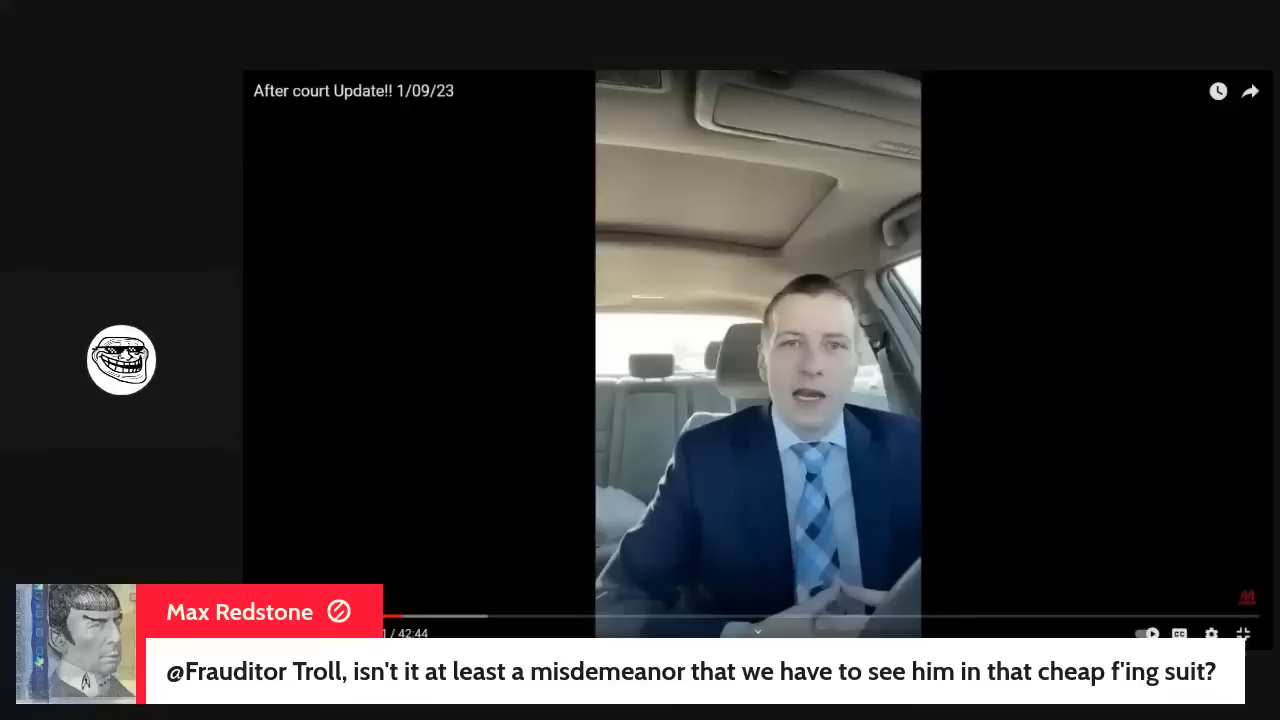 After court Update!! 1/09/23
Max Redstone
/ 42:44
CC
@Frauditor Troll, isn't it at least a misdemeanor that we have to see him in that cheap f'ing suit?